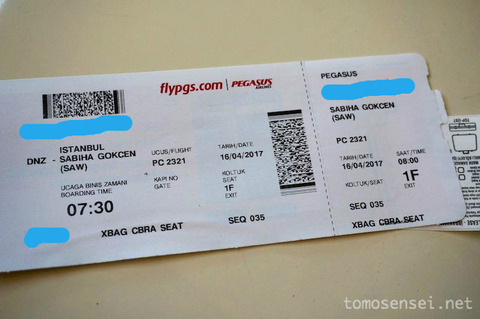 flypgs.com | PEGASUS
AIRLINES
DNZ - ISTANBUL
SABIHA GOKCEN
(SAW)
UCUS/FLIGHT
PC 2321
TARIH/DATE
16/04/2017
UCAGA BINIS ZAMANI
BOARDING TIME
07:30
KAPI NO
GATE
KOLTUK
SEAT
1F
EXIT
SEQ 035
XBAG CBRA SEAT
PEGASUS
SABIHA GOKCEN
(SAW)
PC 2321
TARIH/DATE
16/04/2017
SAAT/TIME
08:00
KOLTUK/SEAT
1F
EXIT
SEQ 035
XBAG CBRA SEAT
tomosensei.net